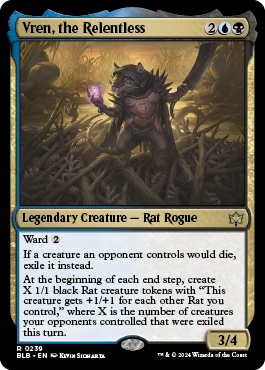 Vren, the Relentless 2
Legendary Creature — Rat Rogue
Ward 2
If a creature an opponent controls would die,
exile it instead.
At the beginning of each end step, create
X 1/1 black Rat creature tokens with “This
creature gets +1/+1 for each other Rat you
control,” where X is the number of creatures
your opponents controlled that were exiled
this turn.
3/4
R 0239
BLB • EN Kevin Sidharta
™ & © 2024 Wizards of the Coast